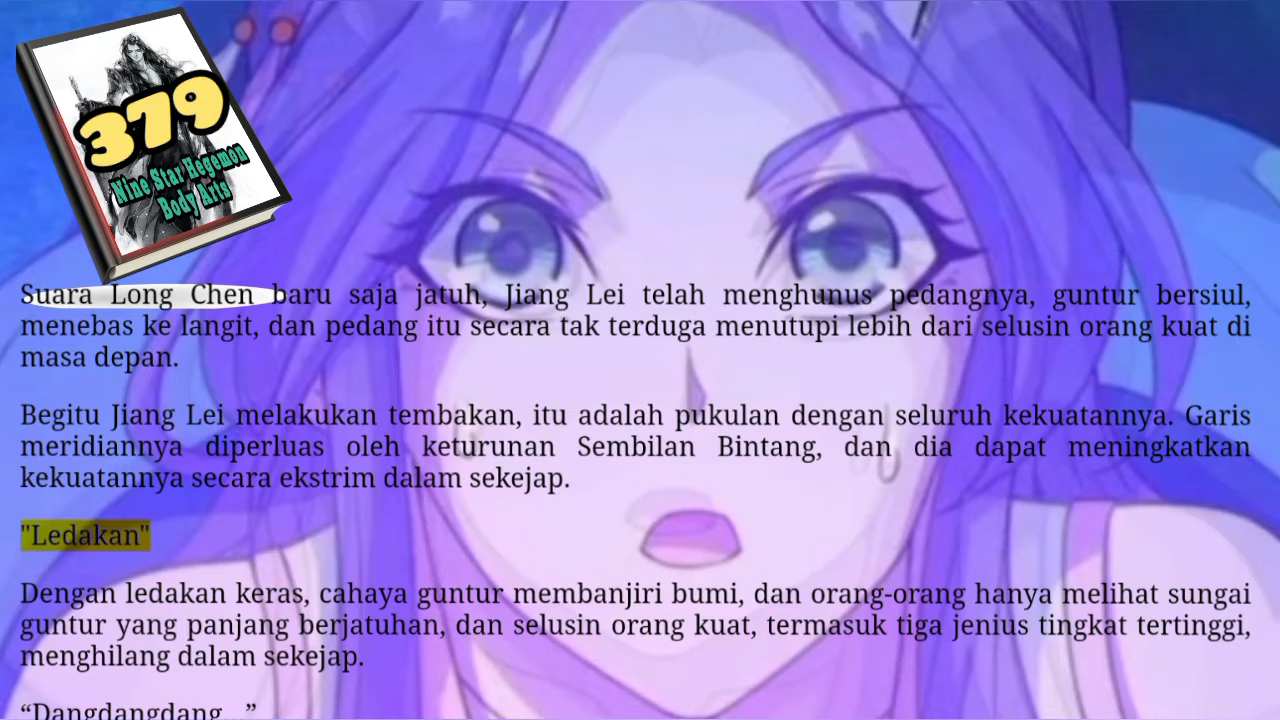 379
Nine Star Hegemon
Body Arts
Suara Long Chen baru saja jatuh, Jiang Lei telah menghunus pedangnya, guntur bersiul,
menebas ke langit, dan pedang itu secara tak terduga menutupi lebih dari selusin orang kuat di
masa depan.
Begitu Jiang Lei melakukan tembakan, itu adalah pukulan dengan seluruh kekuatannya. Garis
meridiannya diperluas oleh keturunan Sembilan Bintang, dan dia dapat meningkatkan
kekuatannya secara ekstrim dalam sekejap.
"Ledakan"
Dengan ledakan keras, cahaya guntur membanjiri bumi, dan orang-orang hanya melihat sungai
guntur yang panjang berjatuhan, dan selusin orang kuat, termasuk tiga jenius tingkat tertinggi,
menghilang dalam sekejap.
“Dangdangdang...”